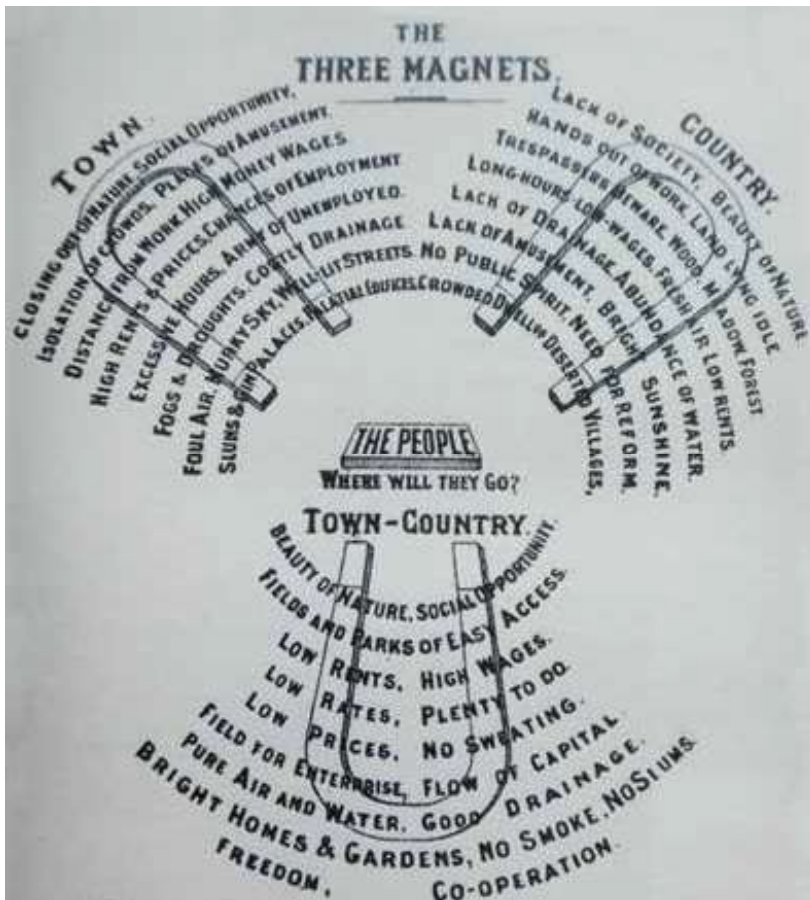 THE
THREE MAGNETS.
TOWN.
CLOSING OUT OF NATURE. SOCIAL OPPORTUNITY.
ISOLATION OF CROWDS. PLACES OF AMUSEMENT.
DISTANCE FROM WORK. HIGH MONEY WAGES.
HIGH RENTS & PRICES. CHANCES OF EMPLOYMENT
EXCESSIVE HOURS. ARMY OF UNEMPLOYED.
FOGS & DROUGHTS. COSTLY DRAINAGE
FOUL AIR. MURKY SKY. WELL-LIT STREETS.
SLUMS & GIN PALACES. EDIFICES. CROWDED
COUNTRY.
LACK OF SOCIETY. BEAUTY OF NATURE
HANDS OUT OF WORK. LAND LYING IDLE
TRESPASSERS BEWARE. WOOD, MEADOW, FOREST
LONG-HOURS-LOW-WAGES. FRESH AIR LOW RENTS.
LACK OF DRAINAGE. ABUNDANCE OF WATER.
LACK OF AMUSEMENT. BRIGHT SUNSHINE.
NO PUBLIC SPIRIT. NEED FOR REFORM.
DESERTED VILLAGES,
THE PEOPLE
WHERE WILL THEY GO?
TOWN-COUNTRY.
BEAUTY OF NATURE, SOCIAL OPPORTUNITY.
FIELDS AND PARKS OF EASY ACCESS.
LOW RENTS, HIGH WAGES.
LOW RATES, PLENTY TO DO.
LOW PRICES, NO SWEATING.
FIELD FOR ENTERPRISE, FLOW OF CAPITAL
PURE AIR AND WATER, GOOD DRAINAGE.
BRIGHT HOMES & GARDENS, NO SMOKE, NO SLUMS.
FREEDOM, CO-OPERATION.